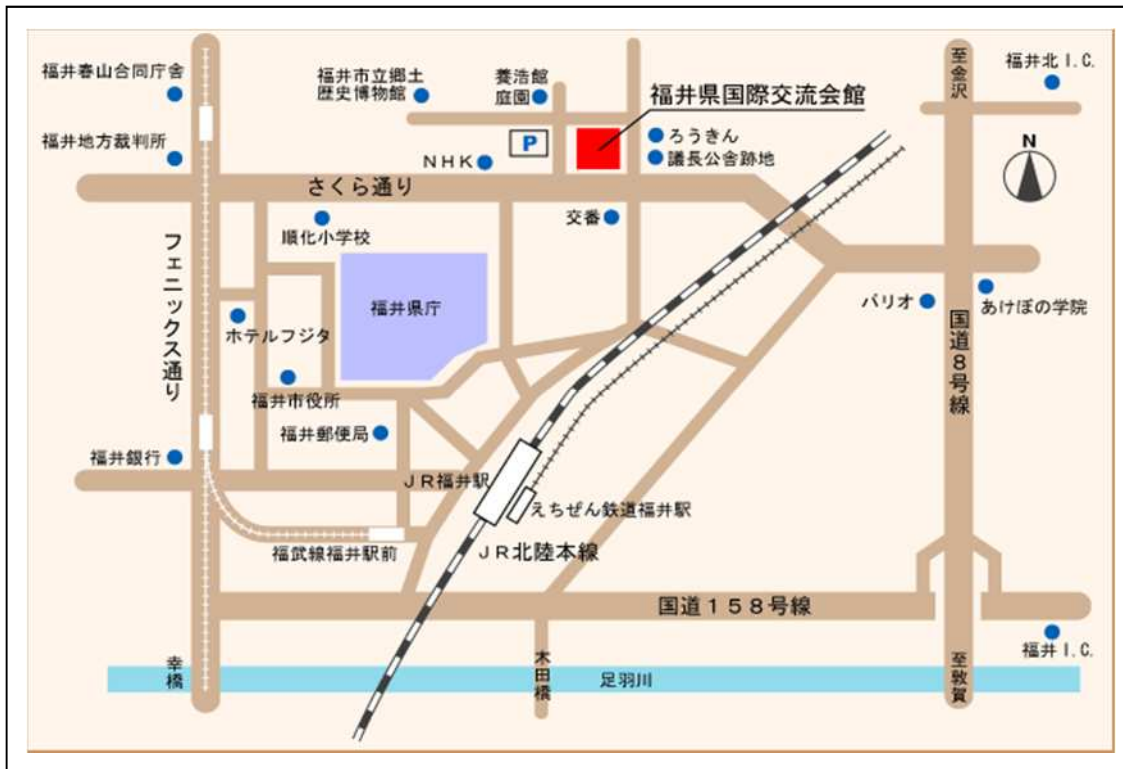 福井春山合同庁舎
福井市立郷土
歴史博物館
養浩館
庭園
福井県国際交流会館
至金沢
福井北I.C.
福井地方裁判所
P
ろうきん
議長公舎跡地
N
NHK
さくら通り
交番
順化小学校
フェニックス通り
福井県庁
バリオ
あけぼの学院
国道8号線
ホテルフジタ
福井市役所
福井郵便局
福井銀行
JR福井駅
えちぜん鉄道福井駅
福武線福井駅前
JR北陸本線
国道158号線
福井I.C.
幸橋
木田橋
足羽川
至敦賀